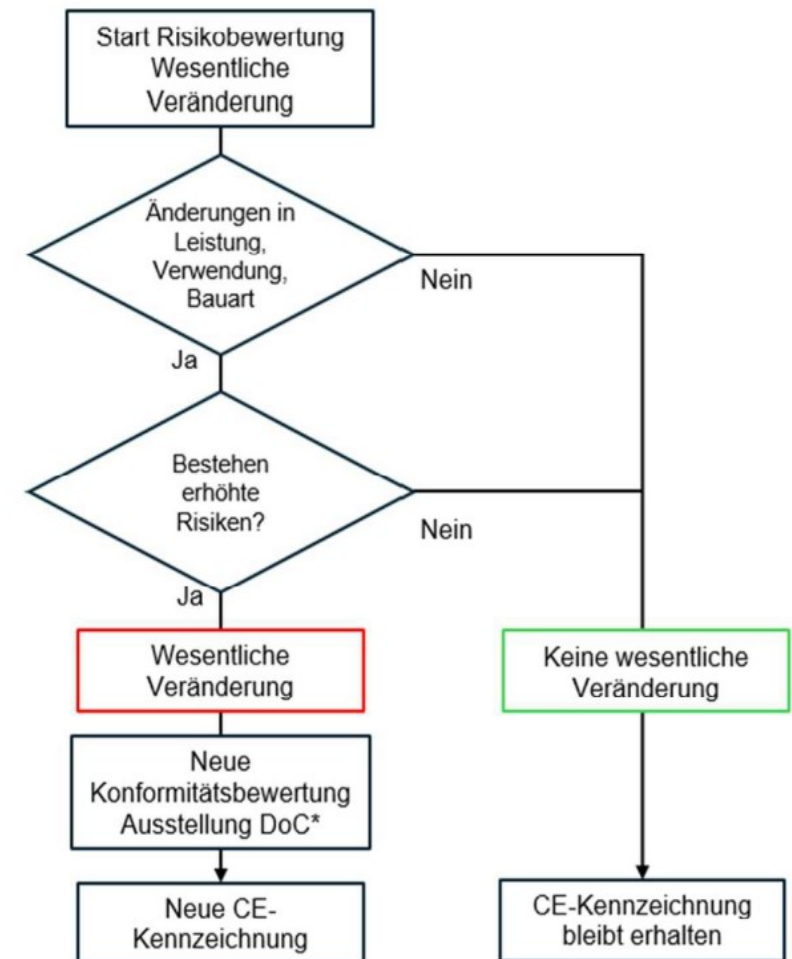 Start Risikobewertung
Wesentliche
Veränderung
Änderungen in
Leistung,
Verwendung,
Bauart
Nein
Ja
Bestehen
erhöhte
Risiken?
Nein
Ja
Wesentliche
Veränderung
Keine wesentliche
Veränderung
Neue
Konformitätsbewertung
Ausstellung DoC*
Neue CE-
Kennzeichnung
CE-Kennzeichnung
bleibt erhalten